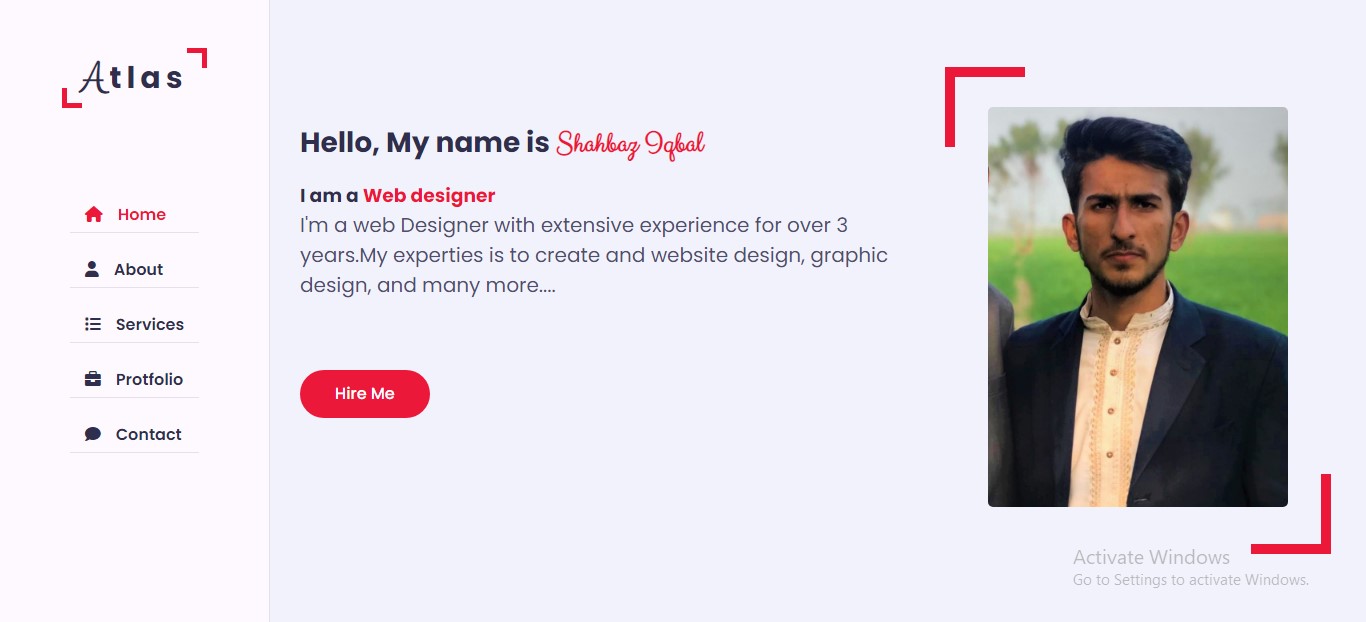 Atlas
Home
About
Services
Protfolio
Contact
Hello, My name is Shahbaz Iqbal
I am a Web designer
I'm a web Designer with extensive experience for over 3
years.My experties is to create and website design, graphic
design, and many more....
Hire Me
Activate Windows
Go to Settings to activate Windows.